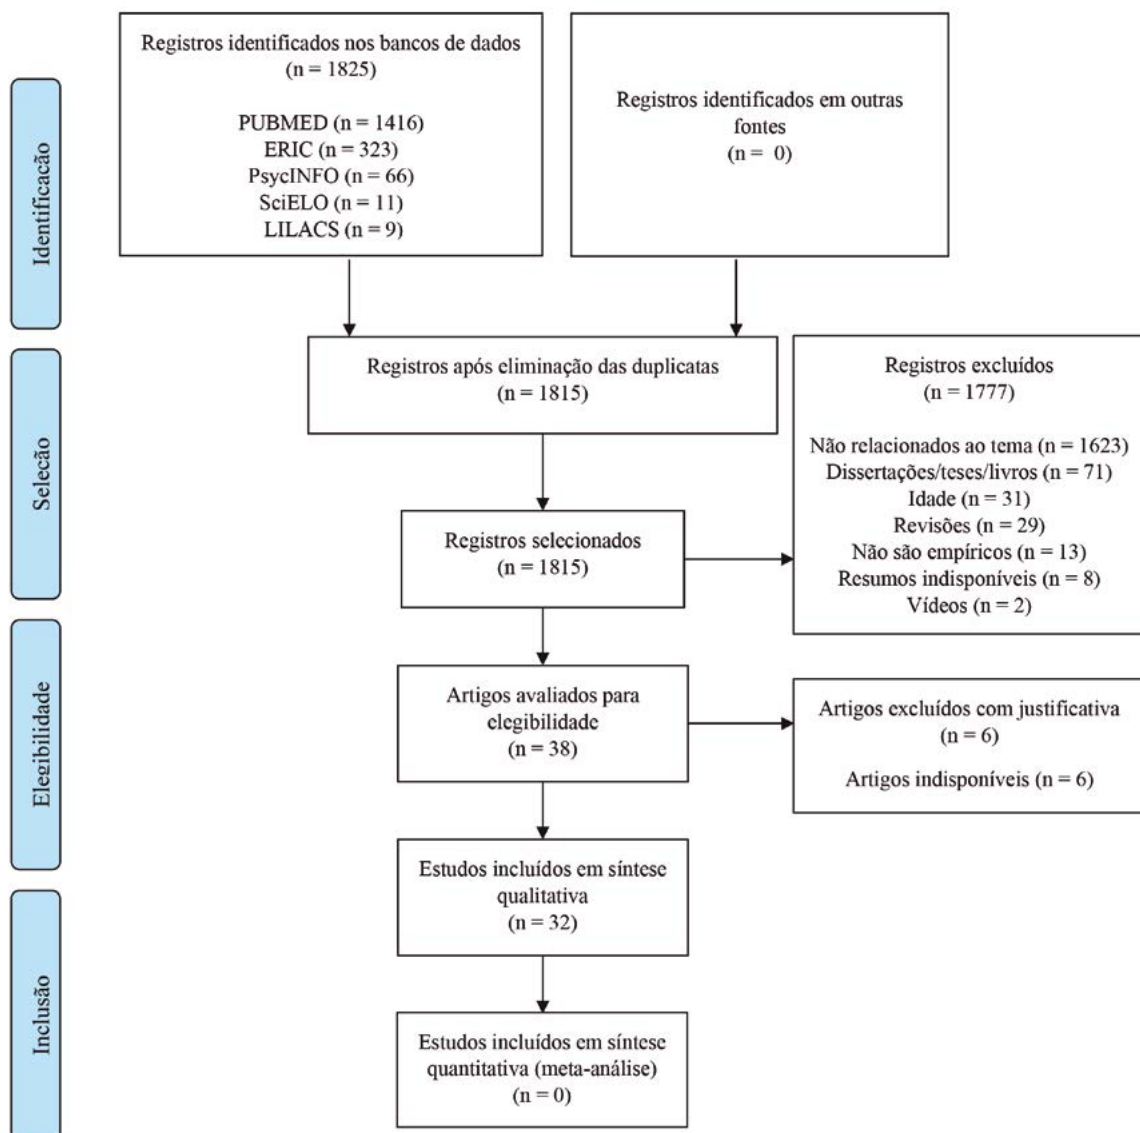 Identificacão
Registros identificados nos bancos de dados
(n = 1825)
PUBMED (n = 1416)
ERIC (n = 323)
PsycINFO (n = 66)
SciELO (n = 11)
LILACS (n = 9)
Registros identificados em outras
fontes
(n = 0)
Selecão
Registros após eliminação das duplicatas
(n = 1815)
Registros selecionados
(n = 1815)
Registros excluídos
(n = 1777)
Não relacionados ao tema (n = 1623)
Dissertações/teses/livros (n = 71)
Idade (n = 31)
Revisões (n = 29)
Não são empíricos (n = 13)
Resumos indisponíveis (n = 8)
Vídeos (n = 2)
Elegibilidade
Artigos avaliados para
elegibilidade
(n = 38)
Artigos excluídos com justificativa
(n = 6)
Artigos indisponíveis (n = 6)
Inclusão
Estudos incluídos em síntese
qualitativa
(n = 32)
Estudos incluídos em síntese
quantitativa (meta-análise)
(n = 0)